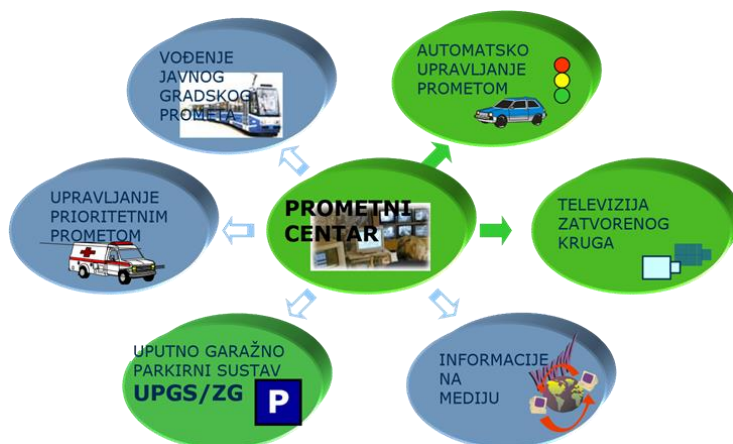 VOĐENJE
JAVNOG
GRADSKOG
PROMETA
AUTOMATSKO
UPRAVLJANJE
PROMETOM
UPRAVLJANJE
PRIORITETNIM
PROMETOM
PROMETNI
CENTAR
TELEVIZIJA
ZATVORENOG
KRUGA
UPUTNO GARAŽNO
PARKIRNI SUSTAV
UPGS/ZG
P
INFORMACIJE
NA
MEDIJU